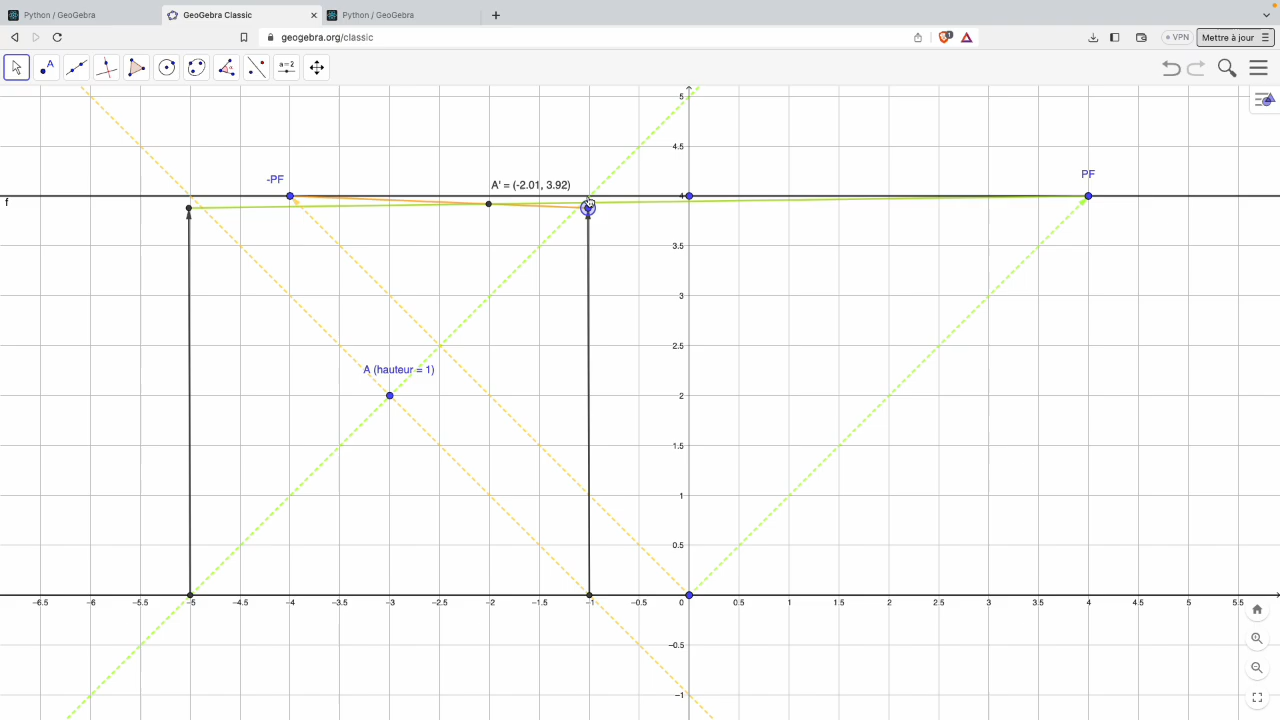 Python / GeoGebra
GeoGebra Classic
Python / GeoGebra
geogebra.org/classic
VPN
Mettre à jour
A
a=2
5
4.5
4
3.5
3
2.5
2
1.5
1
0.5
-PF
A' = (-2.01, 3.92)
PF
f
A (hauteur = 1)
−6.5 −6 −5.5 −5 −4.5 −4 −3.5 −3 −2.5 −2 −1.5 −1 −0.5 0 0.5 1 1.5 2 2.5 3 3.5 4 4.5 5 5.5
−0.5
−1